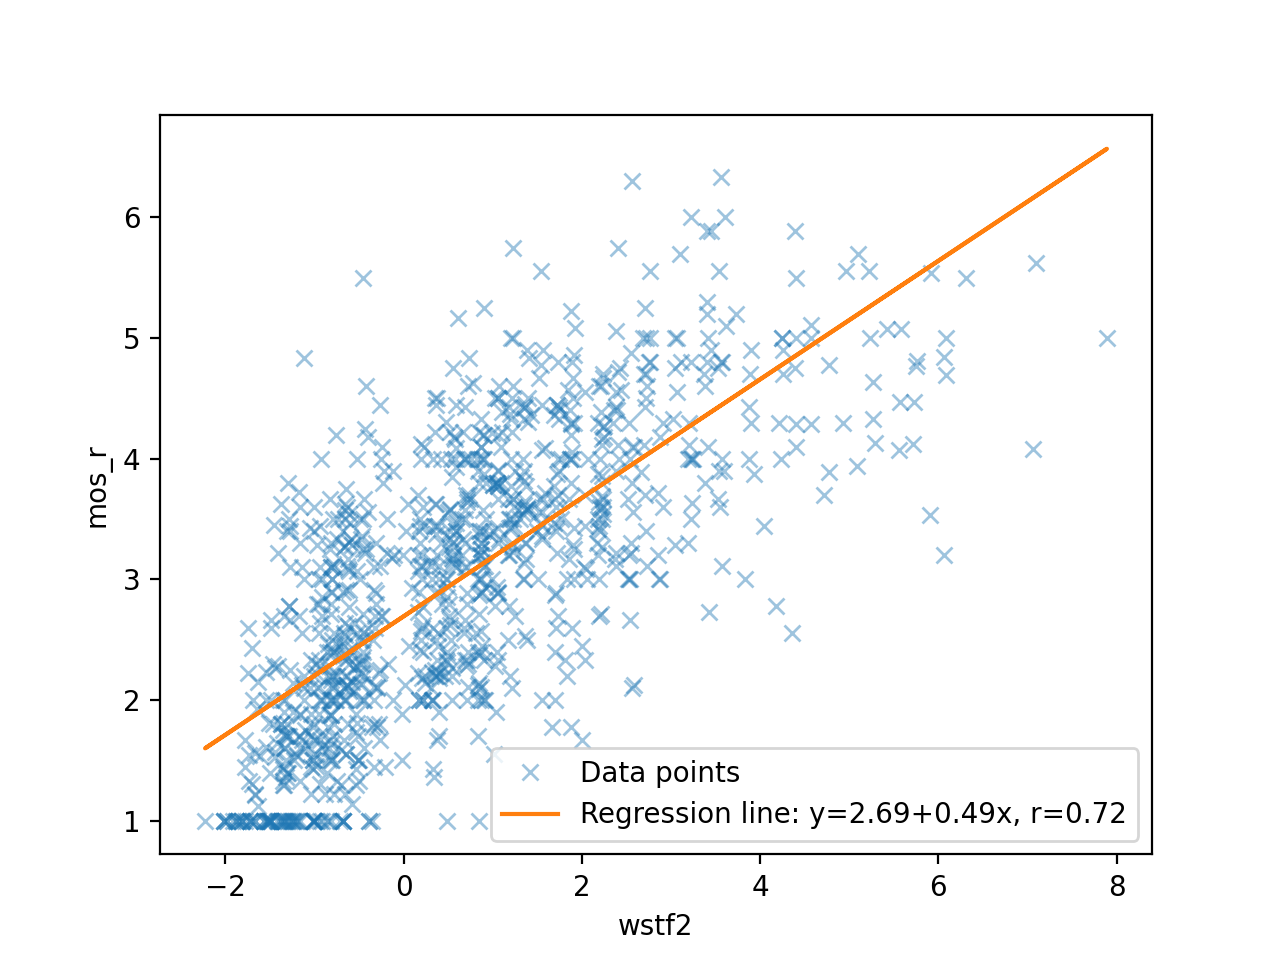 6
5
4
3
2
1
mos_r
Data points
Regression line: y=2.69+0.49x, r=0.72
−2 0 2 4 6 8
wstf2